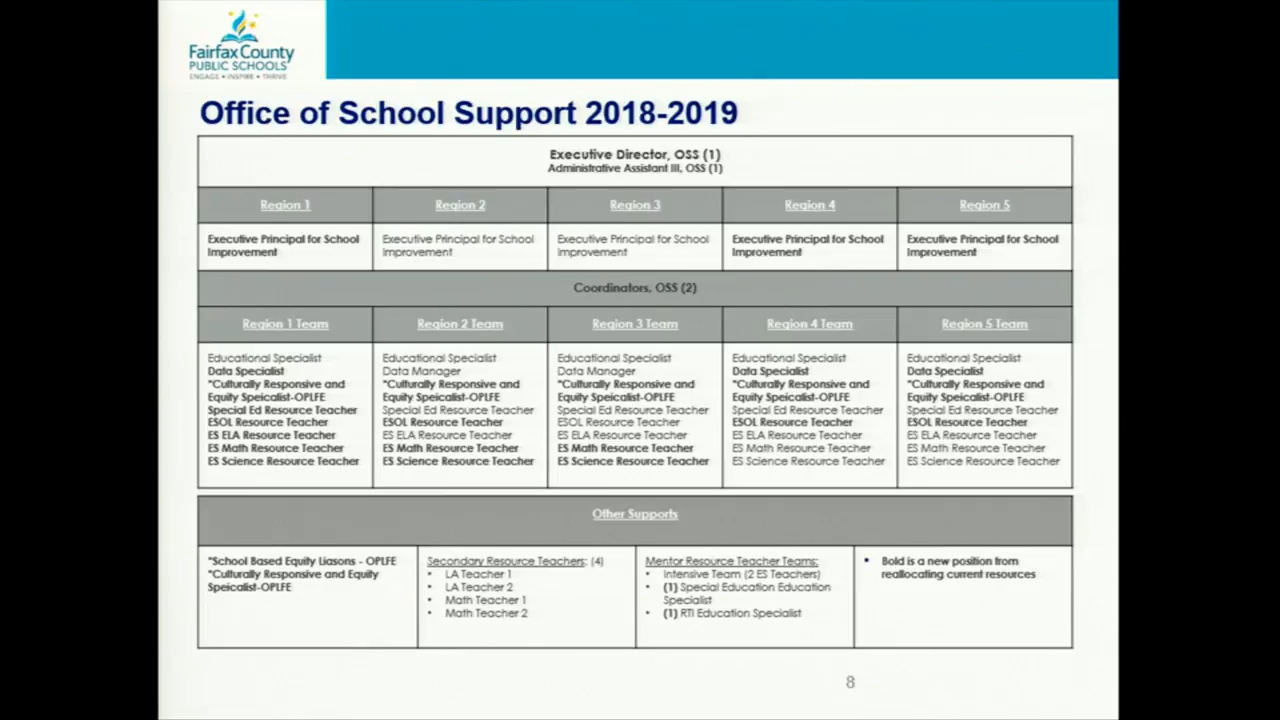 Fairfax County
PUBLIC SCHOOLS
ENGAGE • INSPIRE • THRIVE
Office of School Support 2018-2019
Executive Director, OSS (1)
Administrative Assistant III, OSS (1)
Region 1
Region 2
Region 3
Region 4
Region 5
Executive Principal for School
Improvement
Executive Principal for School
Improvement
Executive Principal for School
Improvement
Executive Principal for School
Improvement
Executive Principal for School
Improvement
Coordinators, OSS (2)
Region 1 Team
Region 2 Team
Region 3 Team
Region 4 Team
Region 5 Team
Educational Specialist
Data Specialist
*Culturally Responsive and
Equity Speicalist-OPLFE
Special Ed Resource Teacher
ESOL Resource Teacher
ES ELA Resource Teacher
ES Math Resource Teacher
ES Science Resource Teacher
Educational Specialist
Data Manager
*Culturally Responsive and
Equity Speicalist-OPLFE
Special Ed Resource Teacher
ESOL Resource Teacher
ES ELA Resource Teacher
ES Math Resource Teacher
ES Science Resource Teacher
Educational Specialist
Data Manager
*Culturally Responsive and
Equity Speicalist-OPLFE
Special Ed Resource Teacher
ESOL Resource Teacher
ES ELA Resource Teacher
ES Math Resource Teacher
ES Science Resource Teacher
Educational Specialist
Data Specialist
*Culturally Responsive and
Equity Speicalist-OPLFE
Special Ed Resource Teacher
ESOL Resource Teacher
ES ELA Resource Teacher
ES Math Resource Teacher
ES Science Resource Teacher
Educational Specialist
Data Specialist
*Culturally Responsive and
Equity Speicalist-OPLFE
Special Ed Resource Teacher
ESOL Resource Teacher
ES ELA Resource Teacher
ES Math Resource Teacher
ES Science Resource Teacher
Other Supports
*School Based Equity Liasons - OPLFE
*Culturally Responsive and Equity
Speicalist-OPLFE
Secondary Resource Teachers: (4)
• LA Teacher 1
• LA Teacher 2
• Math Teacher 1
• Math Teacher 2
Mentor Resource Teacher Teams:
• Intensive Team (2 ES Teachers)
• (1) Special Education Education
Specialist
• (1) RTI Education Specialist
• Bold is a new position from
reallocating current resources
8